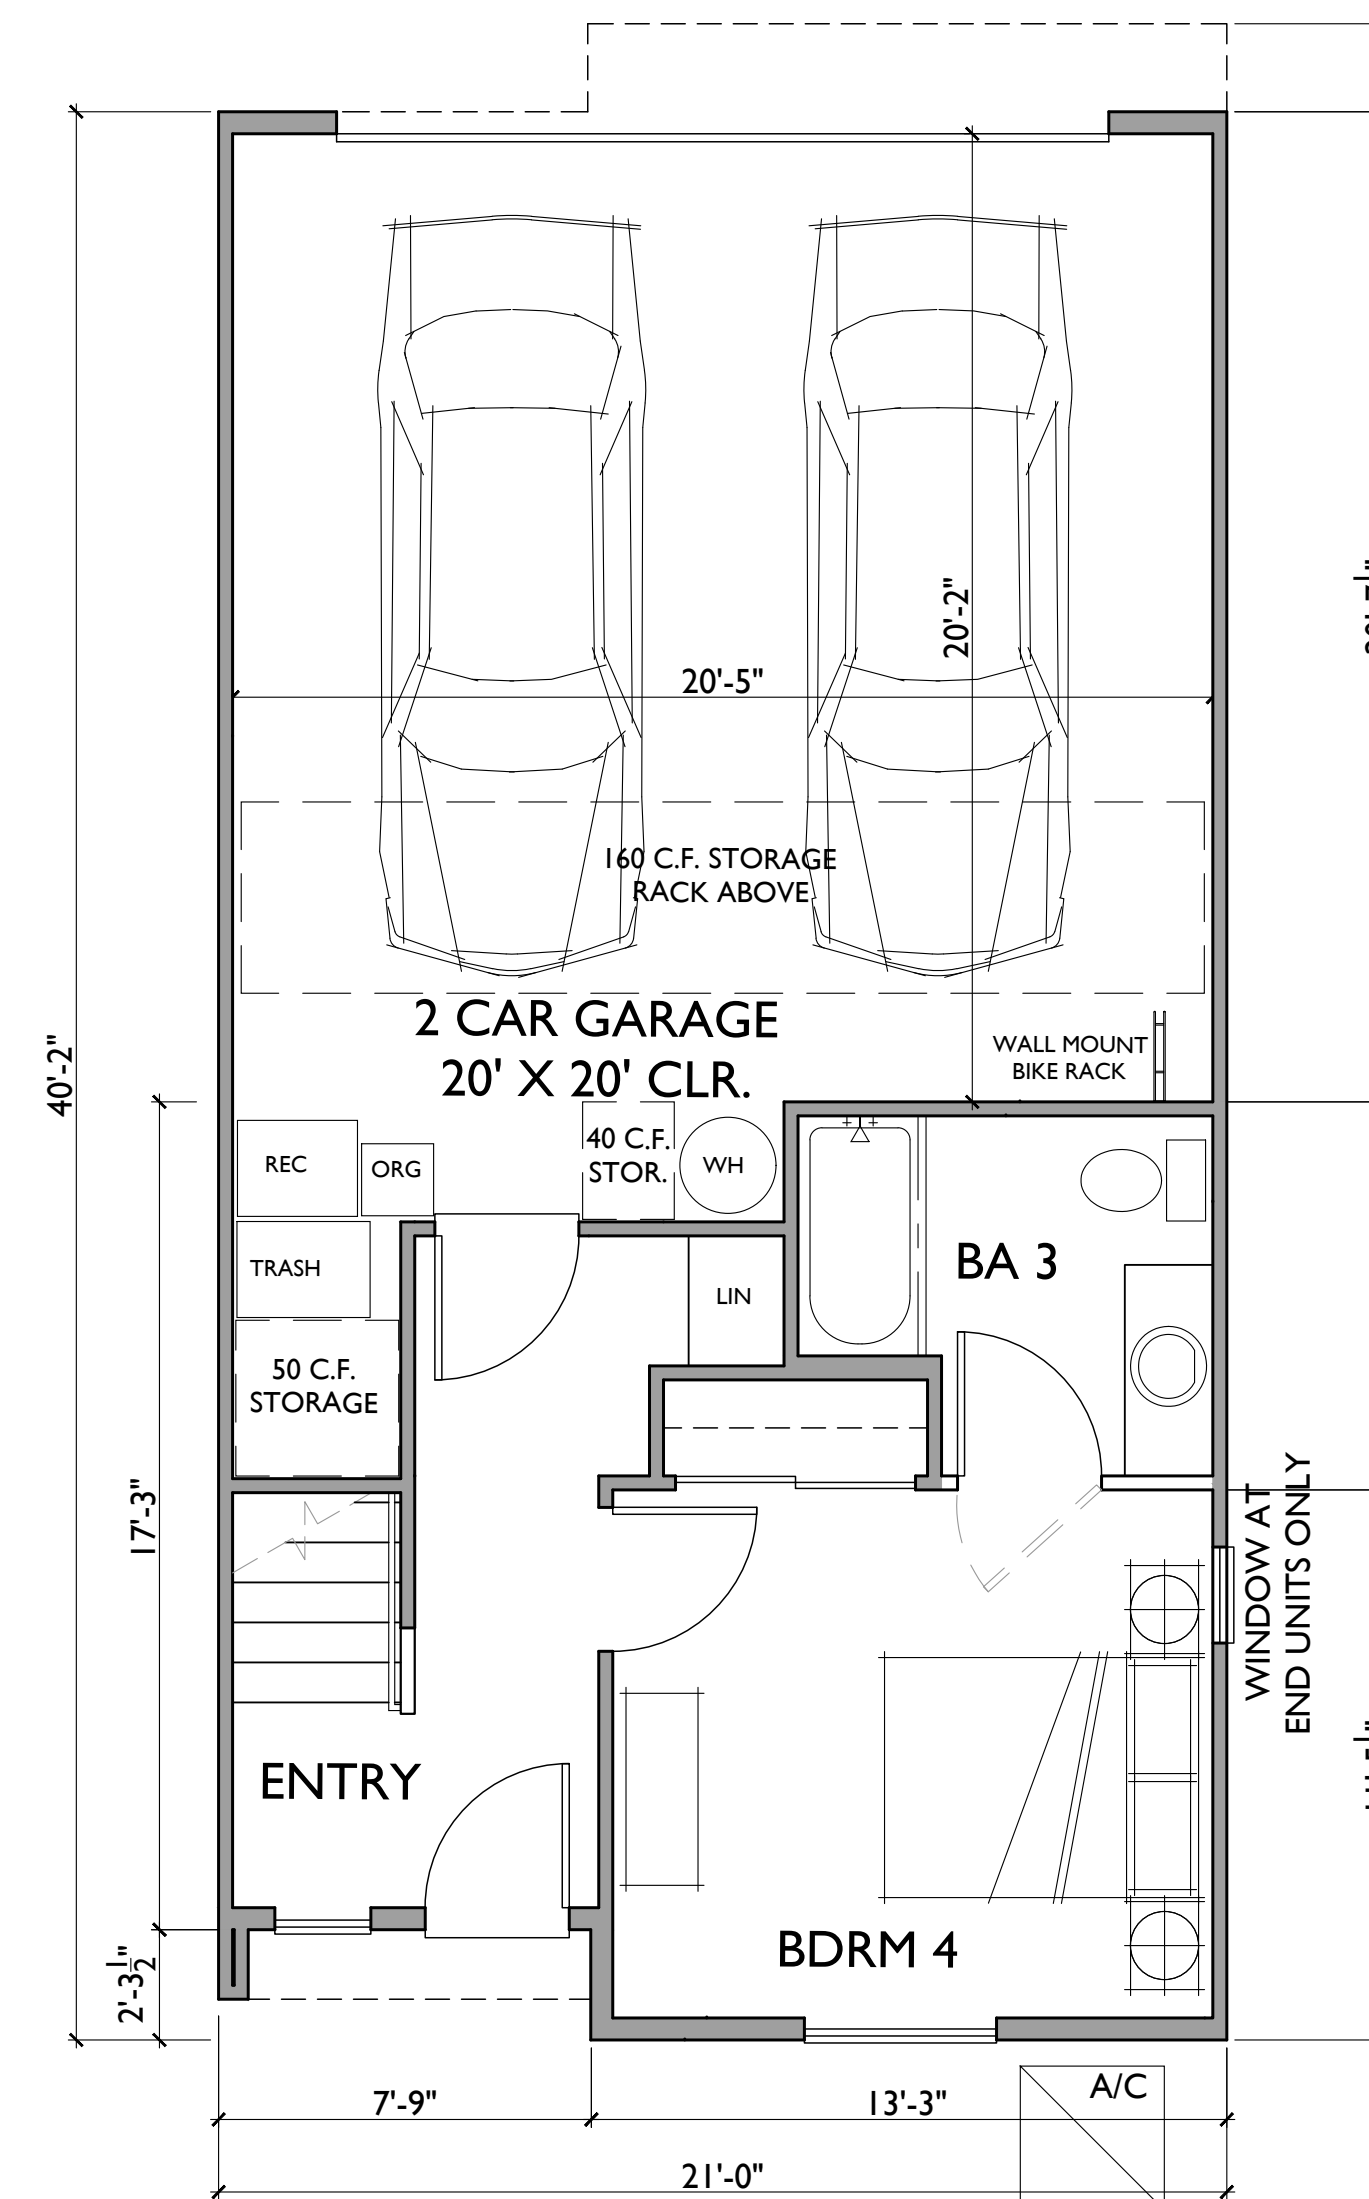 20'-2"
20'-5"
160 C.F. STORAGE
RACK ABOVE
2 CAR GARAGE
20' X 20' CLR.
WALL MOUNT
BIKE RACK
40'-2"
REC
ORG
40 C.F.
STOR.
WH
TRASH
LIN
BA 3
50 C.F.
STORAGE
17'-3"
WINDOW AT
END UNITS ONLY
ENTRY
BDRM 4
2'-3 1/2"
A/C
7'-9"
13'-3"
21'-0"